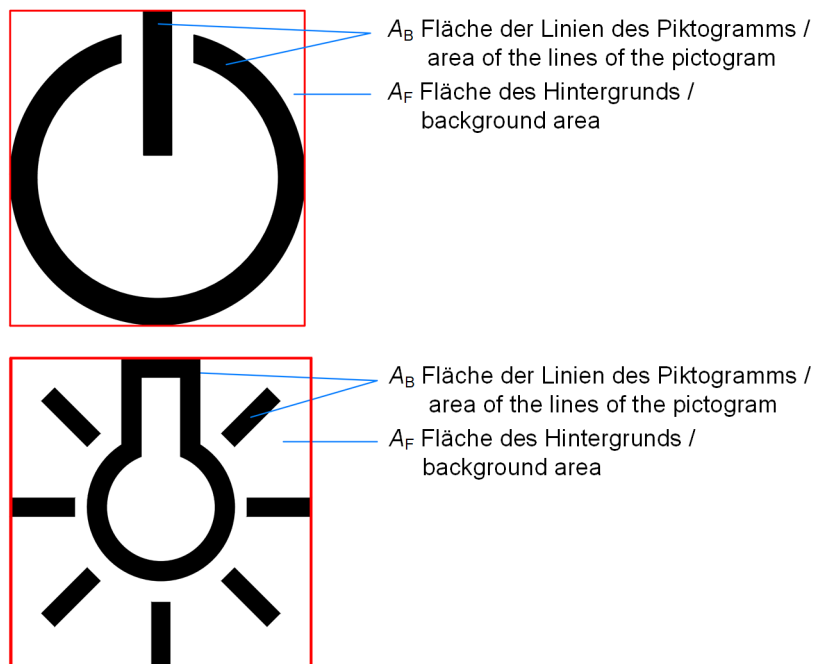 AB Fläche der Linien des Piktogramms /
area of the lines of the pictogram
AF Fläche des Hintergrunds /
background area
AB Fläche der Linien des Piktogramms /
area of the lines of the pictogram
AF Fläche des Hintergrunds /
background area